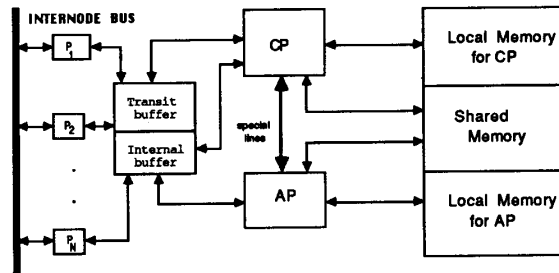 INTERNODE BUS
P1
CP
Local Memory
for CP
Transit
buffer
P2
Internal
buffer
special
lines
Shared
Memory
.
.
AP
Local Memory
for AP
PN